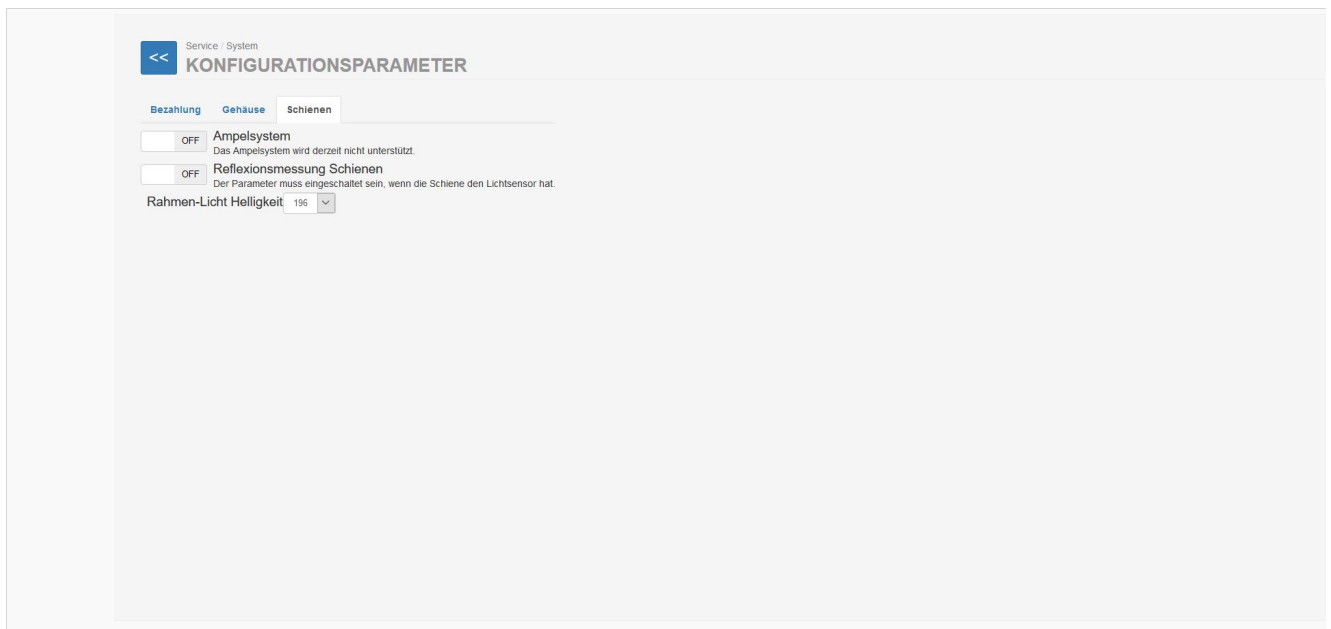 <<
Service / System
KONFIGURATIONSPARAMETER
Bezahlung Gehäuse Schienen
OFF Ampelsystem
Das Ampelsystem wird derzeit nicht unterstützt.
OFF Reflexionsmessung Schienen
Der Parameter muss eingeschaltet sein, wenn die Schiene den Lichtsensor hat.
Rahmen-Licht Helligkeit 196